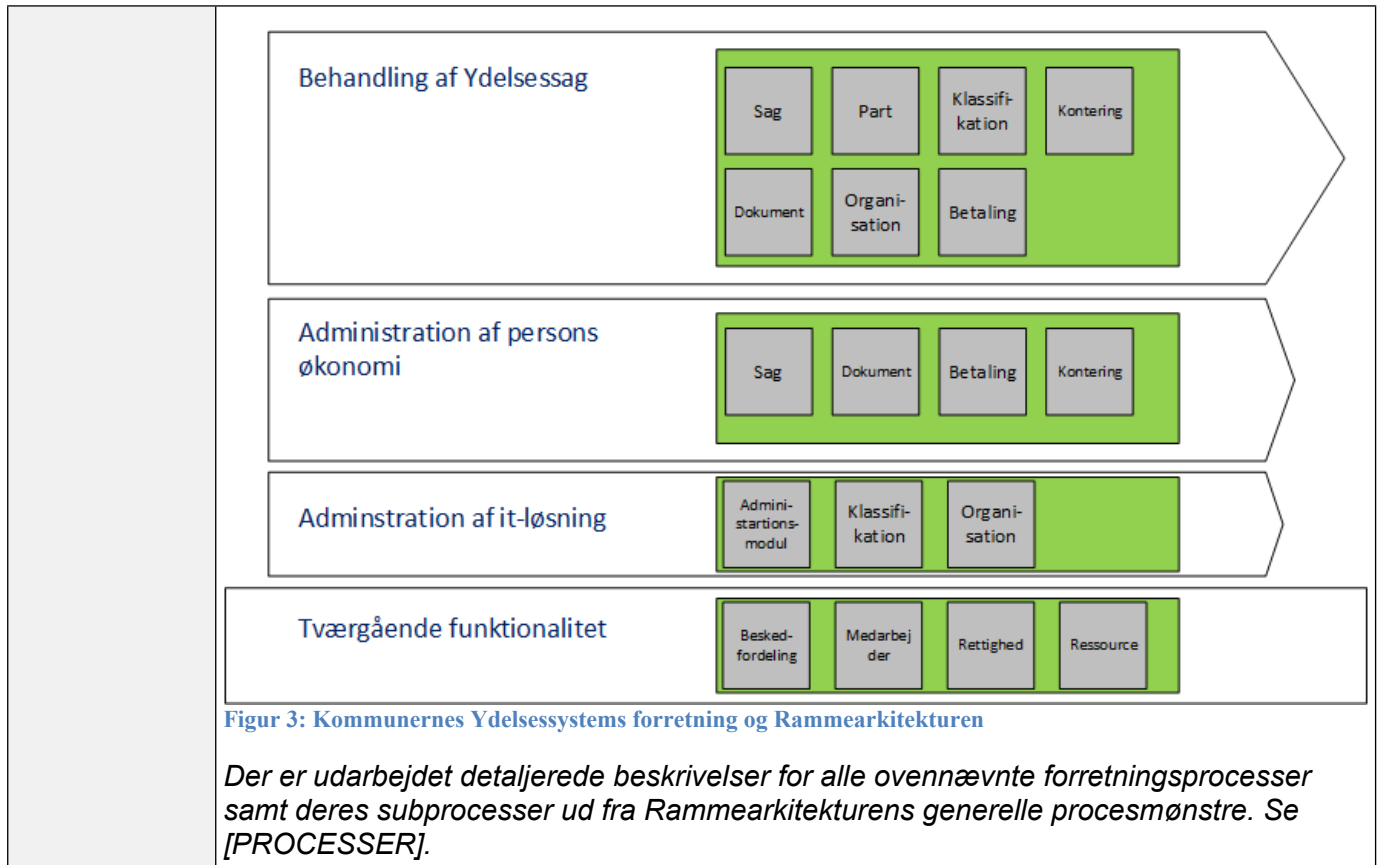 Behandling af Ydelsessag
Sag
Part
Klassifi-
kation
Kontering
Dokument
Organi-
sation
Betaling
Administration af persons
økonomi
Sag
Dokument
Betaling
Kontering
Adminstration af it-løsning
Admini-
startions-
modul
Klassifi-
kation
Organi-
sation
Tværgående funktionalitet
Besked-
fordeling
Medarbej
der
Rettighed
Ressource
Figur 3: Kommunernes Ydelsessystems forretning og Rammearkitekturen
Der er udarbejdet detaljerede beskrivelser for alle ovennævnte forretningsprocesser
samt deres subprocesser ud fra Rammearkitekturens generelle procesmønstre. Se
[PROCESSER].